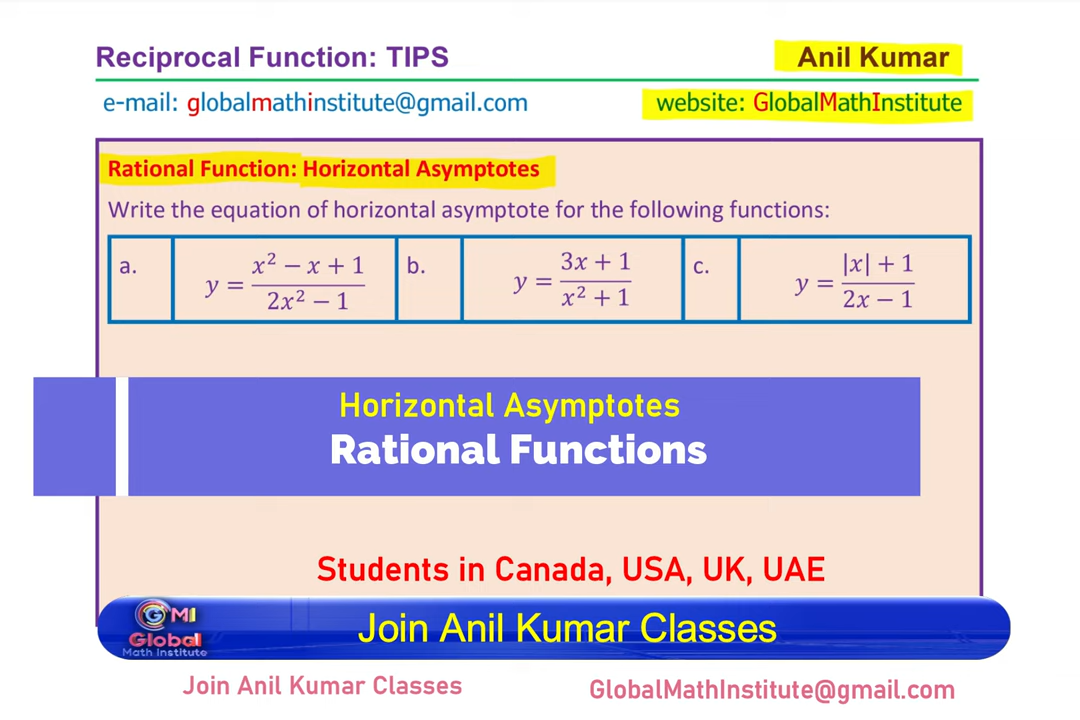 Reciprocal Function: TIPS
Anil Kumar
e-mail: globalmathinstitute@gmail.com
website: GlobalMathInstitute
Rational Function: Horizontal Asymptotes
Write the equation of horizontal asymptote for the following functions:
a. y = (x² − x + 1)/(2x² − 1) b. y = (3x + 1)/(x² + 1) c. y = (|x| + 1)/(2x − 1)
Horizontal Asymptotes
Rational Functions
Students in Canada, USA, UK, UAE
GMI
Global
Math Institute
Join Anil Kumar Classes
Join Anil Kumar Classes
GlobalMathInstitute@gmail.com